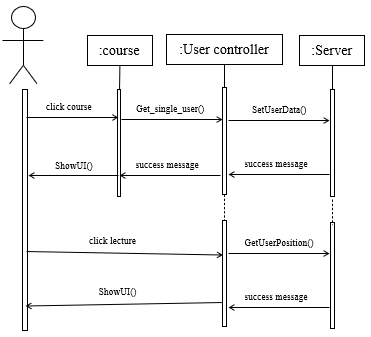 :course
:User controller
:Server
click course
Get_single_user()
SetUserData()
ShowUI()
success message
success message
click lecture
GetUserPosition()
ShowUI()
success message